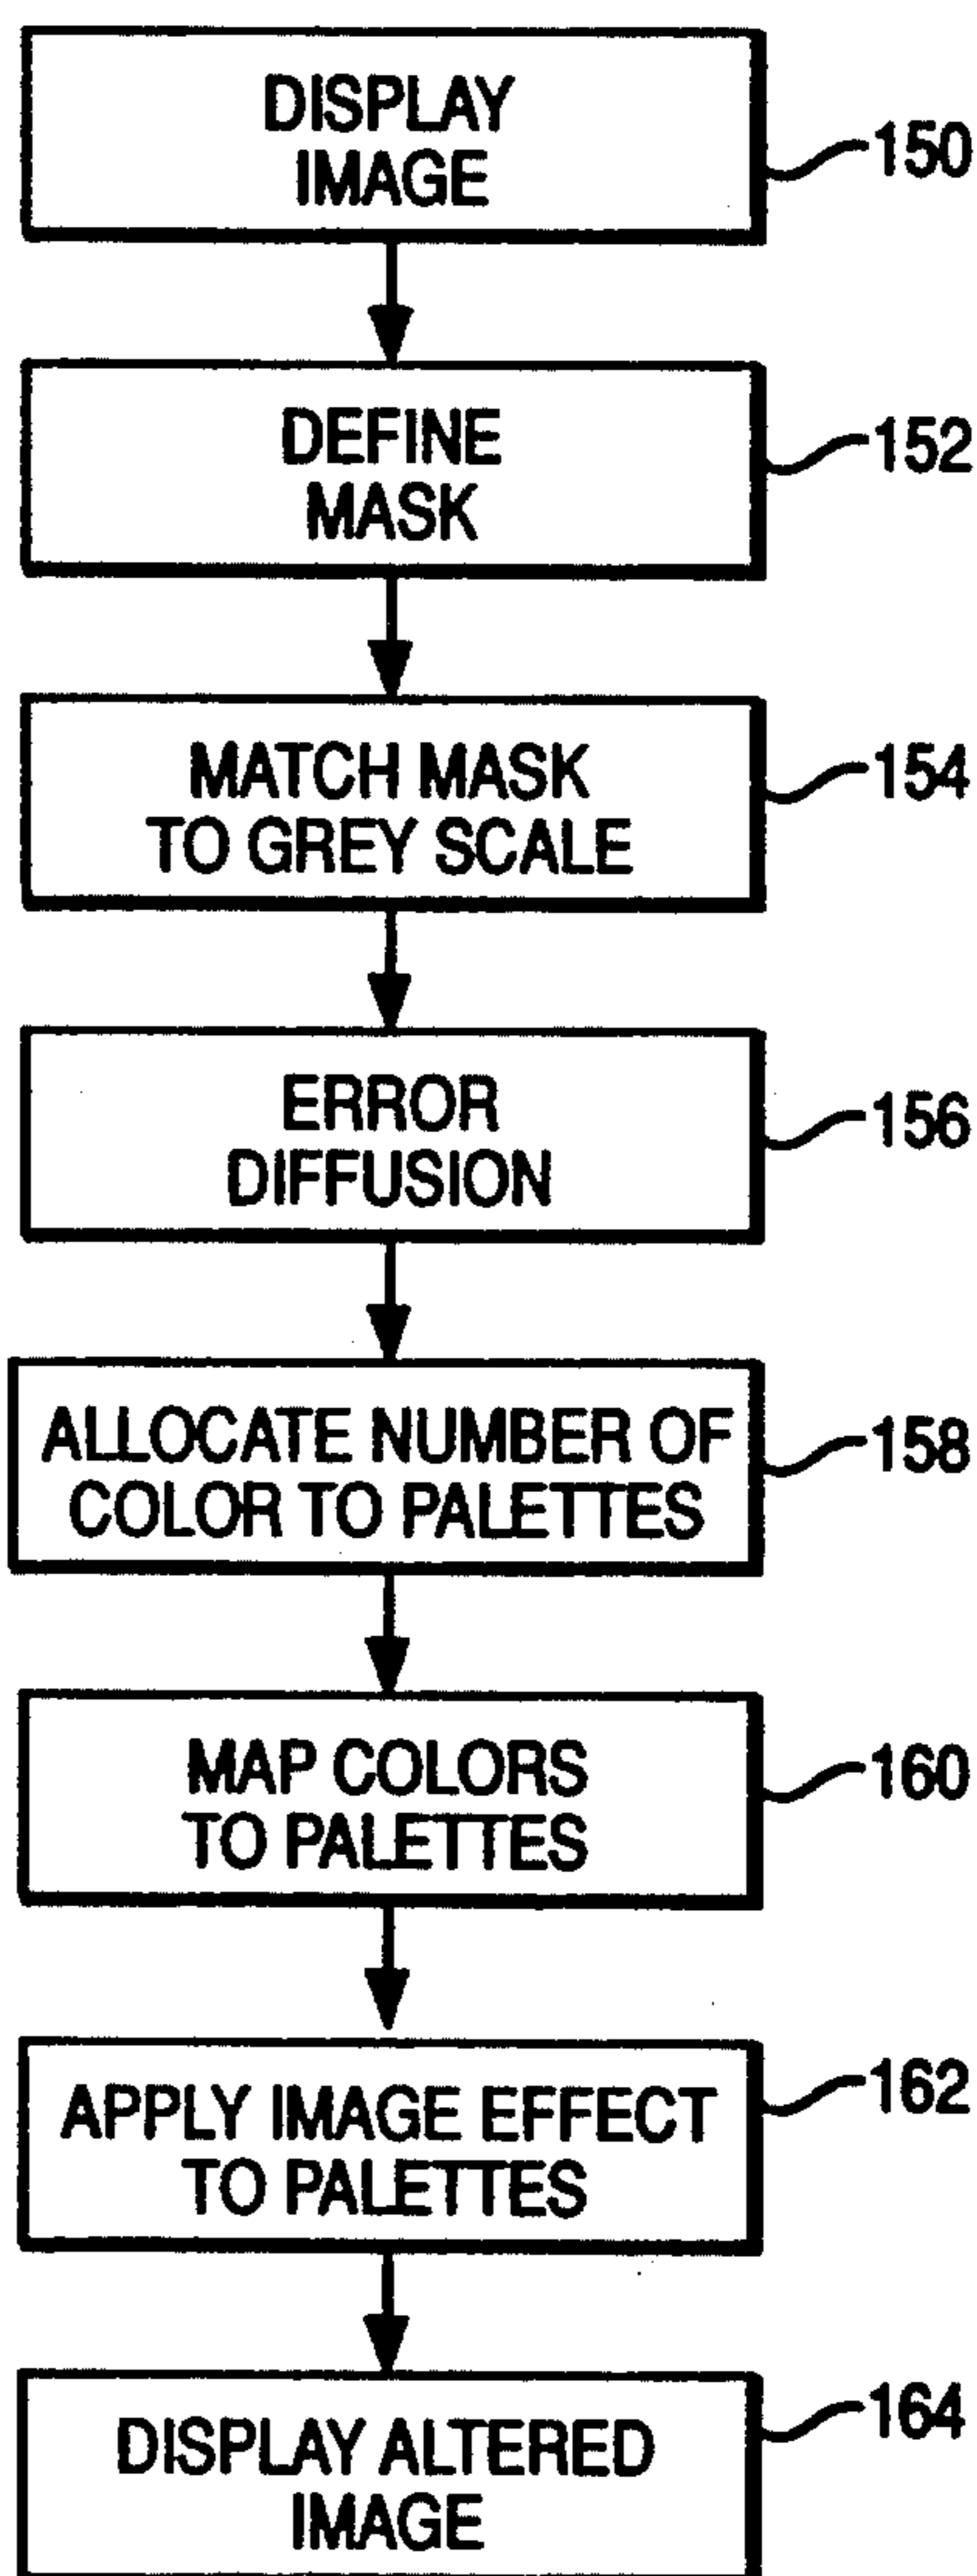 DISPLAY
IMAGE
150
DEFINE
MASK
152
MATCH MASK
TO GREY SCALE
154
ERROR
DIFFUSION
156
ALLOCATE NUMBER OF
COLOR TO PALETTES
158
MAP COLORS
TO PALETTES
160
APPLY IMAGE EFFECT
TO PALETTES
162
DISPLAY ALTERED
IMAGE
164